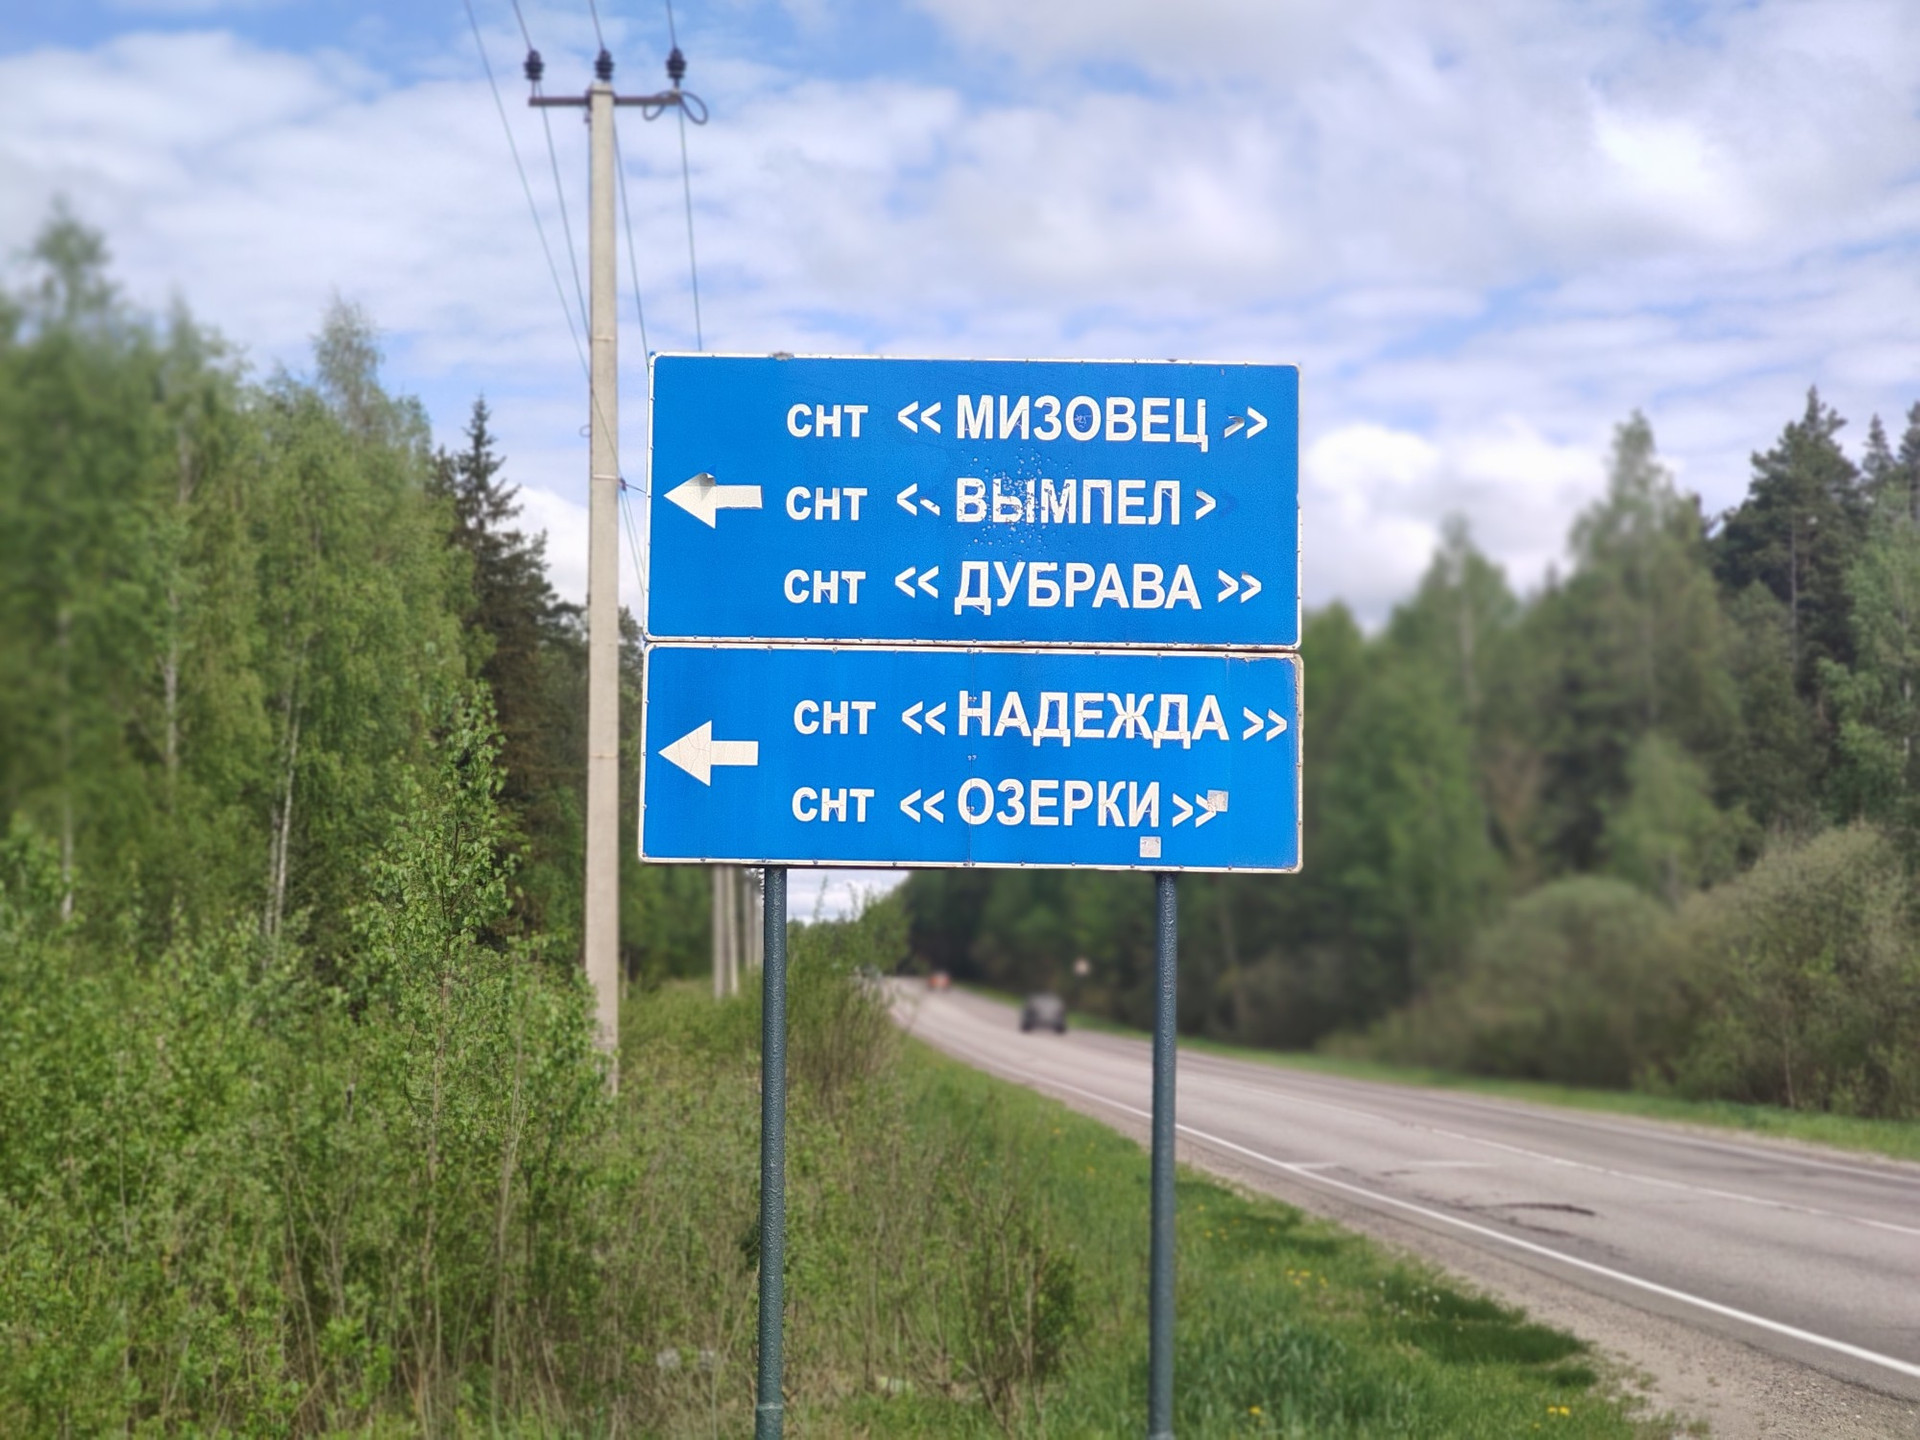 СНТ << МИЗОВЕЦ >>
СНТ << ВЫМПЕЛ >
СНТ << ДУБРАВА >>
СНТ << НАДЕЖДА >>
СНТ << ОЗЕРКИ >>